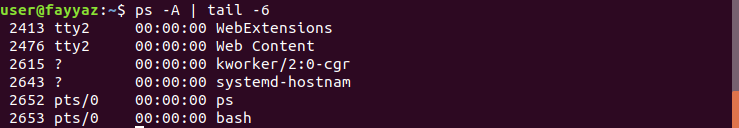 user@fayyaz:~$ ps -A | tail -6
2413 tty2     00:00:00 WebExtensions
2476 tty2     00:00:00 Web Content
2615 ?        00:00:00 kworker/2:0-cgr
2643 ?        00:00:00 systemd-hostnam
2652 pts/0    00:00:00 ps
2653 pts/0    00:00:00 bash